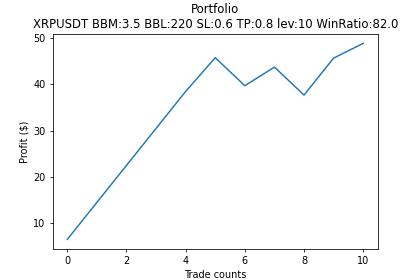 Portfolio
XRPUSDT BBM:3.5 BBL:220 SL:0.6 TP:0.8 lev:10 WinRatio:82.0
50
40
30
20
10
Profit ($)
0 2 4 6 8 10
Trade counts